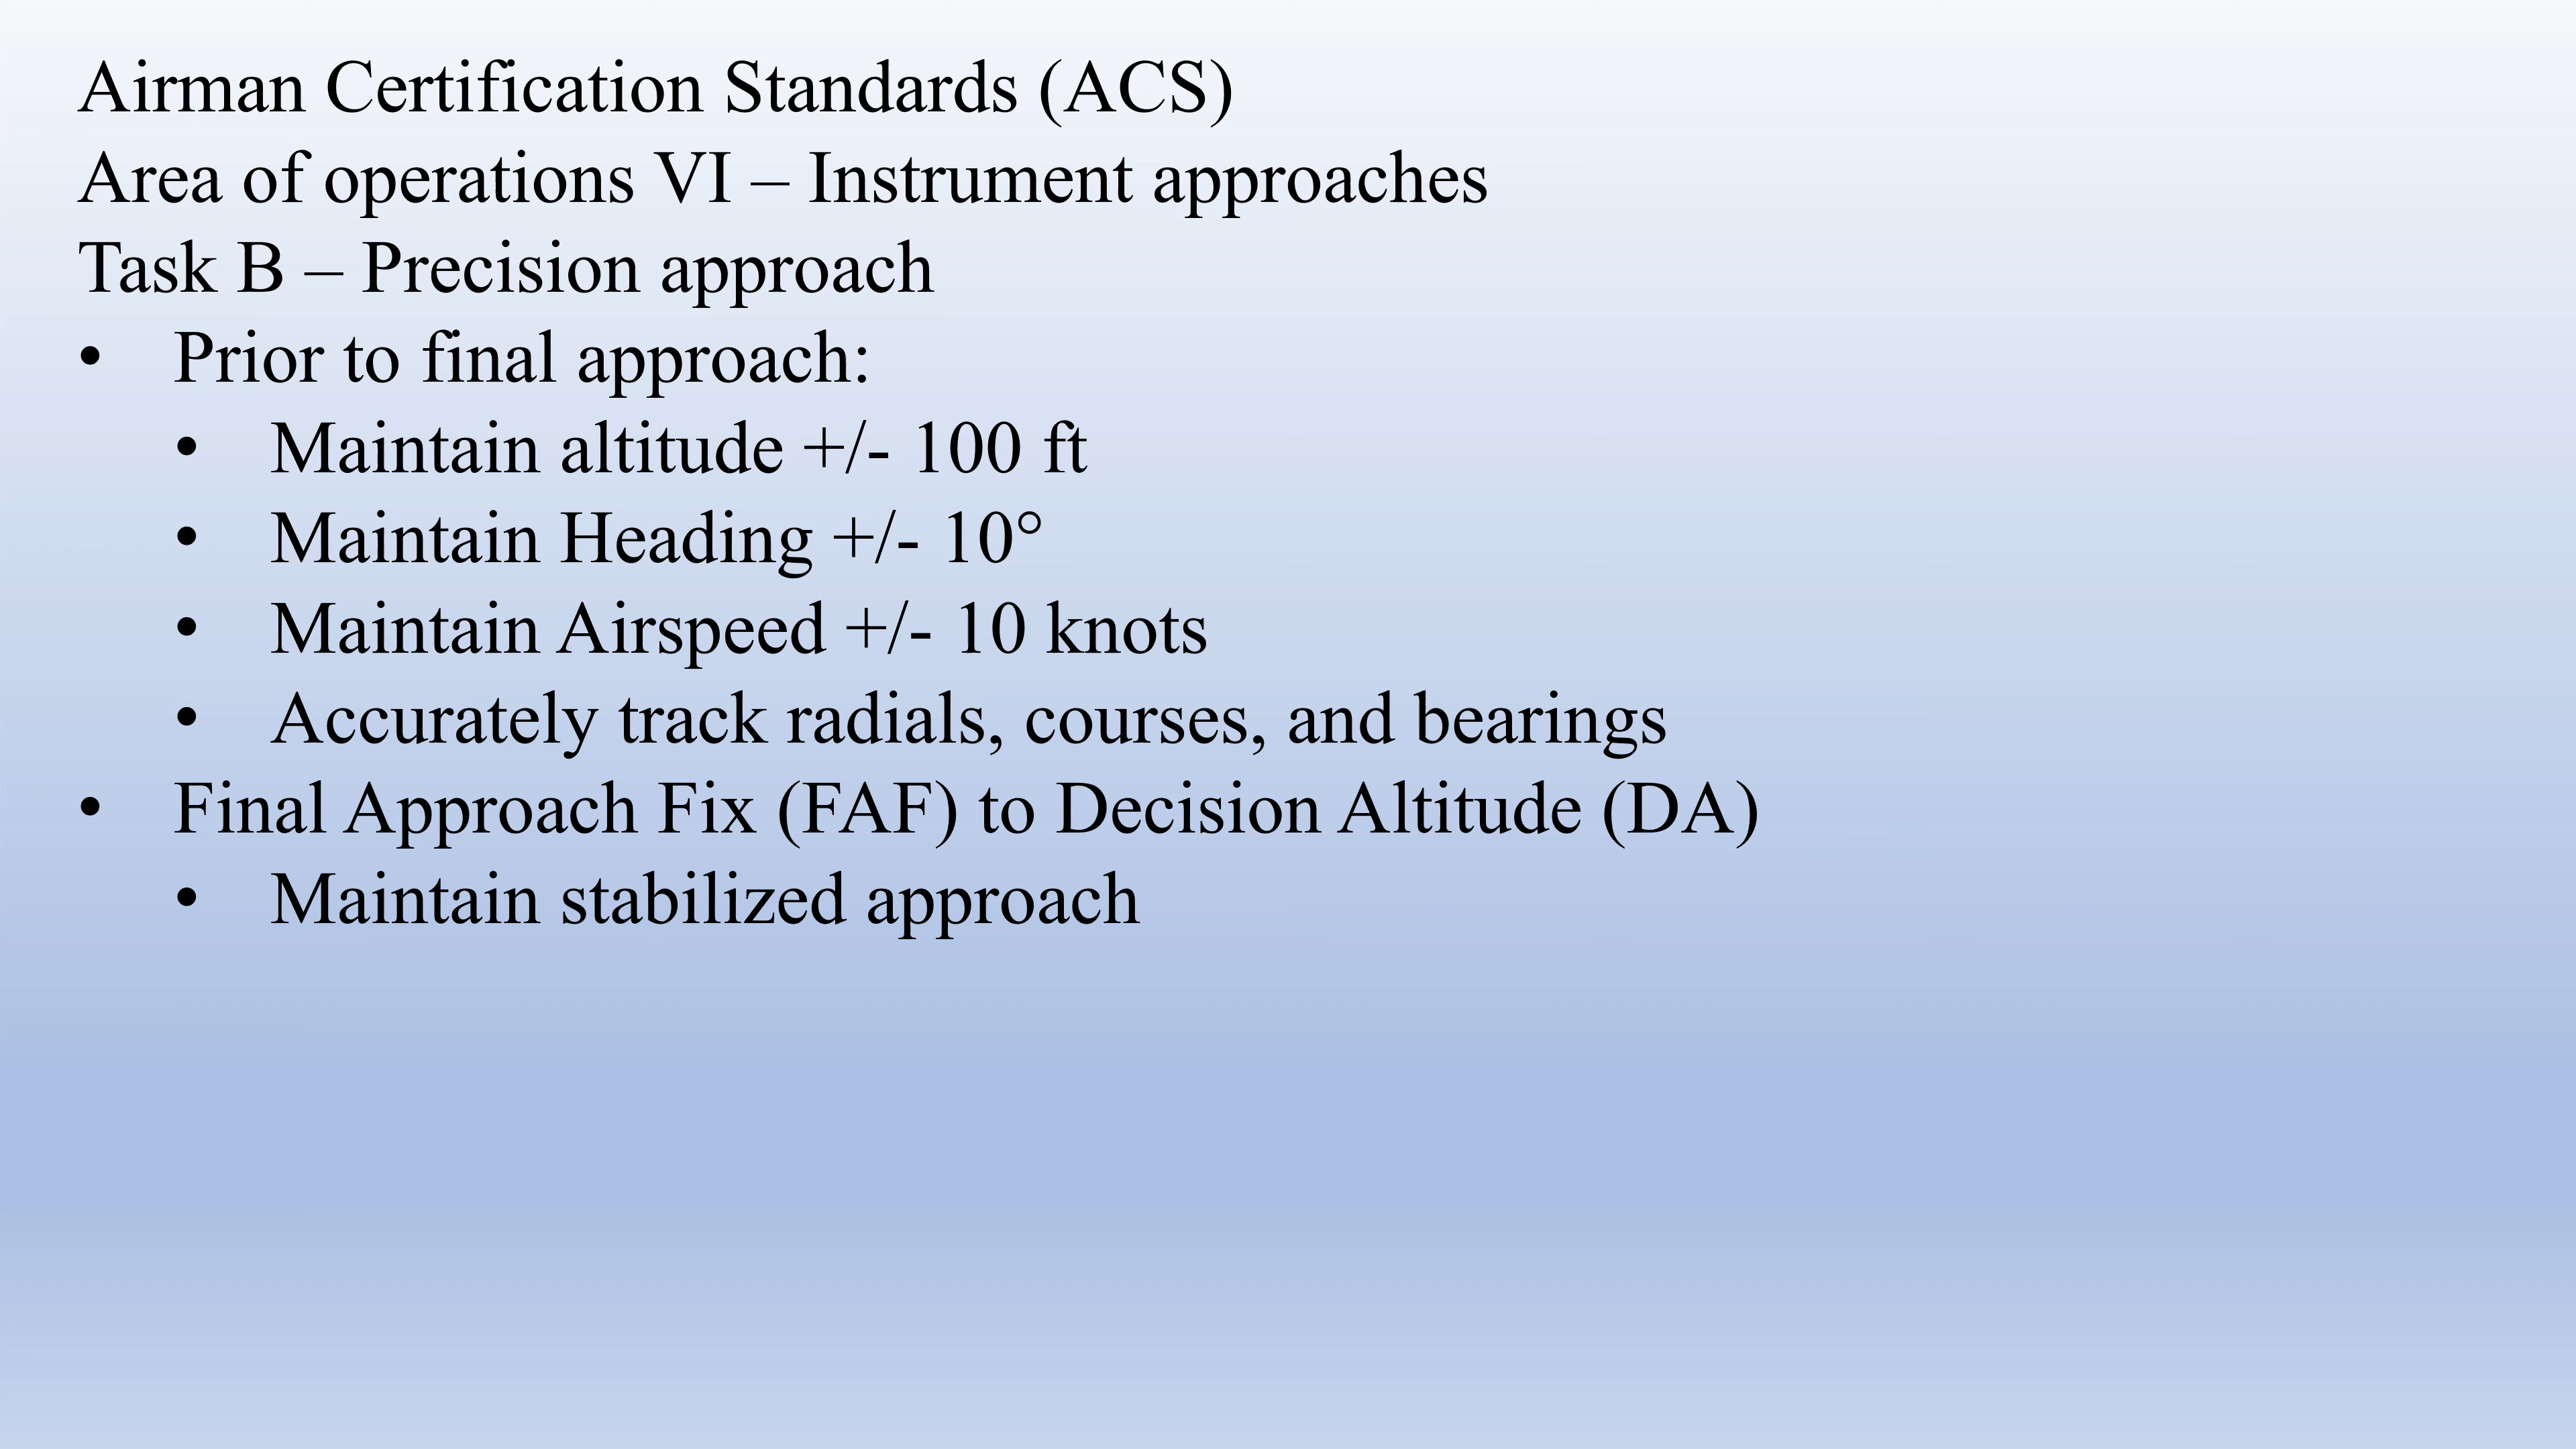 Airman Certification Standards (ACS)
Area of operations VI – Instrument approaches
Task B – Precision approach
• Prior to final approach:
• Maintain altitude +/- 100 ft
• Maintain Heading +/- 10°
• Maintain Airspeed +/- 10 knots
• Accurately track radials, courses, and bearings
• Final Approach Fix (FAF) to Decision Altitude (DA)
• Maintain stabilized approach